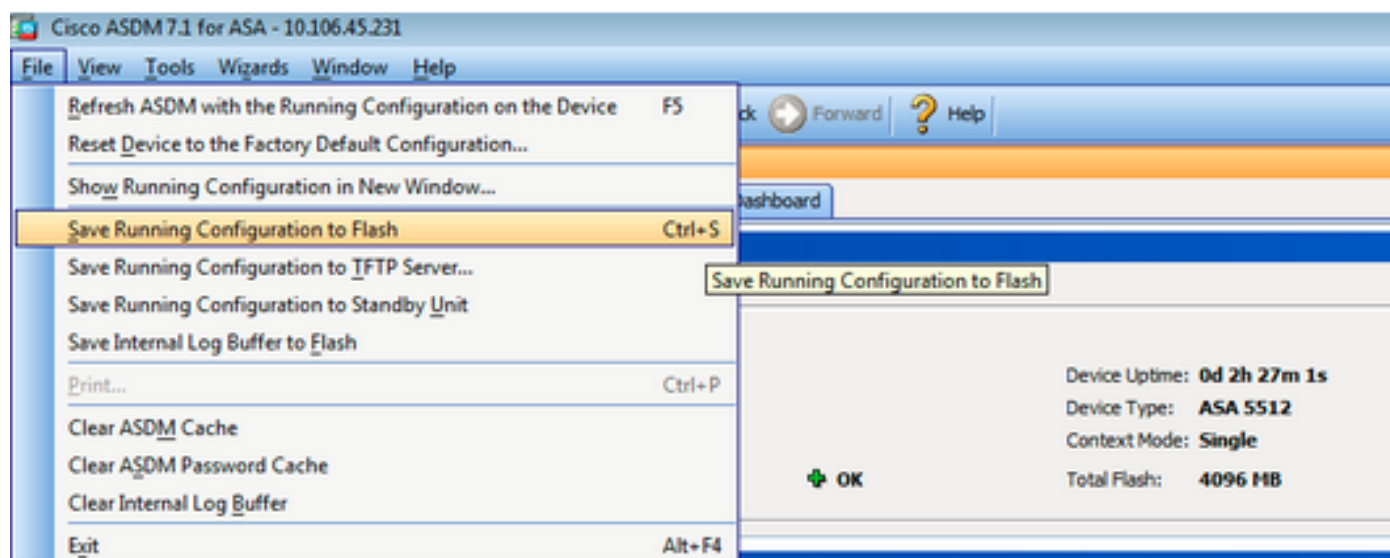 Cisco ASDM 7.1 for ASA - 10.106.45.231
File View Tools Wizards Window Help
Refresh ASDM with the Running Configuration on the Device F5
ck Forward Help
Reset Device to the Factory Default Configuration...
Show Running Configuration in New Window...
Dashboard
Save Running Configuration to Flash Ctrl+S
Save Running Configuration to TFTP Server...
Save Running Configuration to Flash
Save Running Configuration to Standby Unit
Save Internal Log Buffer to Flash
Print... Ctrl+P
Device Uptime: 0d 2h 27m 1s
Device Type: ASA 5512
Clear ASDM Cache
Context Mode: Single
Clear ASDM Password Cache
OK
Total Flash: 4096 MB
Clear Internal Log Buffer
Exit Alt+F4